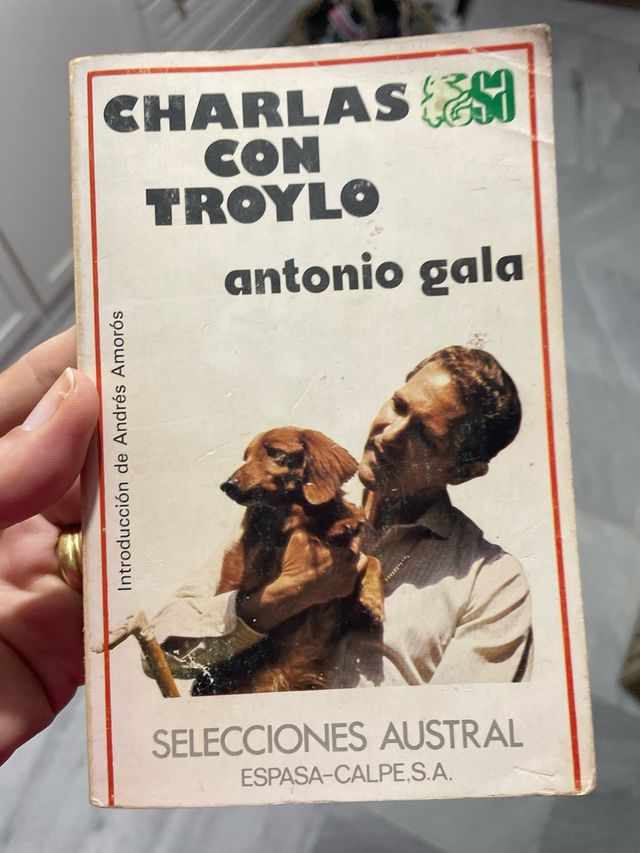 CHARLAS
CON
TROYLO
antonio gala
Introducción de Andrés Amorós
SELECCIONES AUSTRAL
ESPASA-CALPE, S.A.